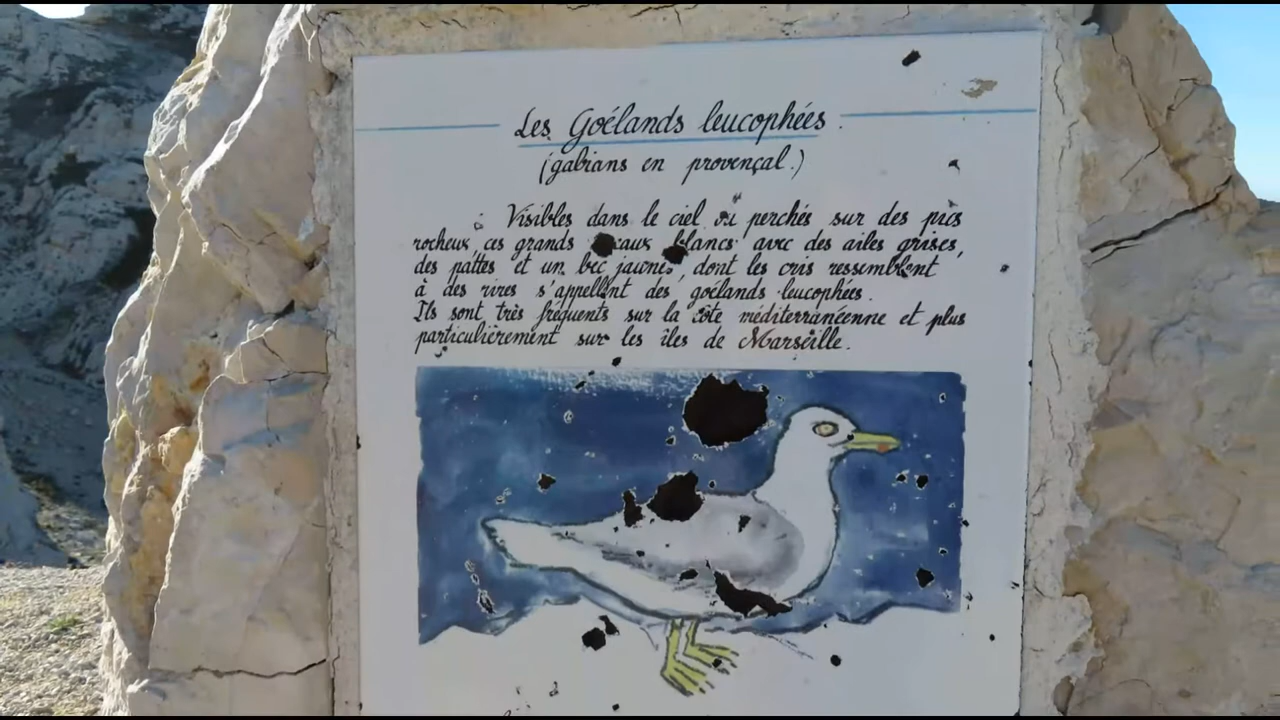 Les Goélands leucophées
(gabians en provençal.)
Visibles dans le ciel ou perchés sur des pics
rocheux, ces grands blancs avec des ailes grises,
des pattes et un bec jaunes, dont les cris ressemblent
à des rires s'appellent des goélands leucophées.
Ils sont très fréquents sur la côte méditerranéenne et plus
particulièrement sur les îles de Marseille.